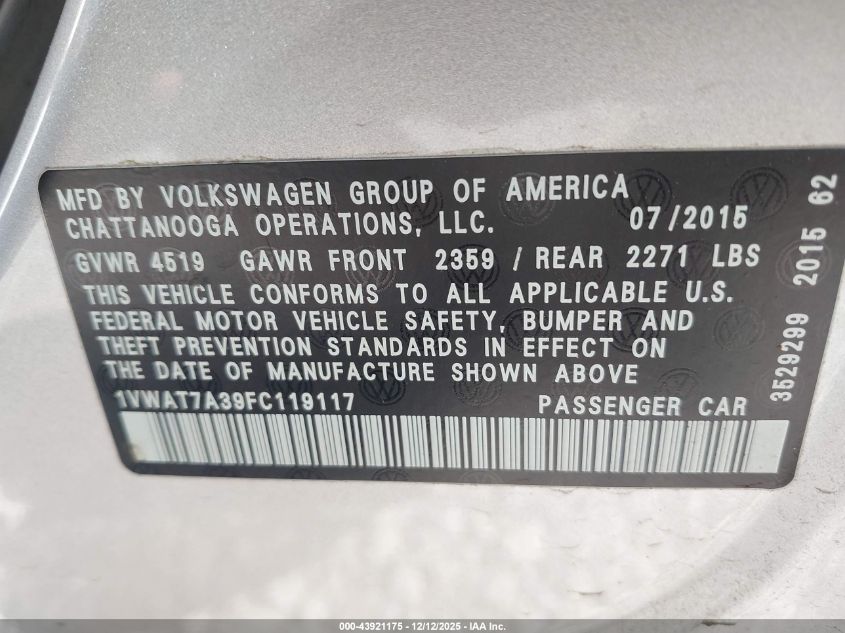 MFD BY VOLKSWAGEN GROUP OF AMERICA
CHATTANOOGA OPERATIONS, LLC. 07/2015
GVWR 4519 GAWR FRONT 2359 / REAR 2271 LBS
THIS VEHICLE CONFORMS TO ALL APPLICABLE U.S.
FEDERAL MOTOR VEHICLE SAFETY, BUMPER AND
THEFT PREVENTION STANDARDS IN EFFECT ON
THE DATE OF MANUFACTURE SHOWN ABOVE.
1VWAT7A39FC119117 PASSENGER CAR
3529299 2015 62
000-43921175 - 12/12/2025 - IAA Inc.